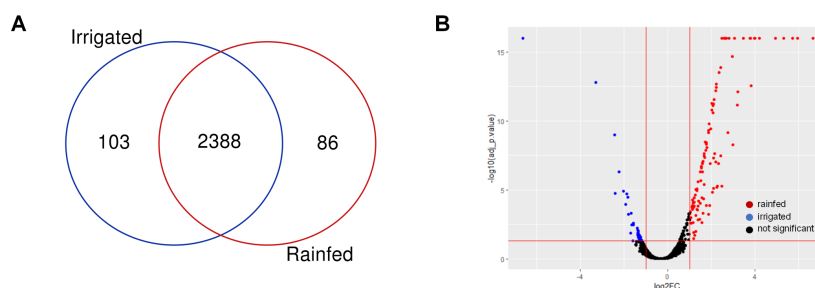 A
Irrigated
103
2388
86
Rainfed
B
15
10
5
0
-log10(adj_p.value)
rainfed
irrigated
not significant
-4
0
4
log2FC